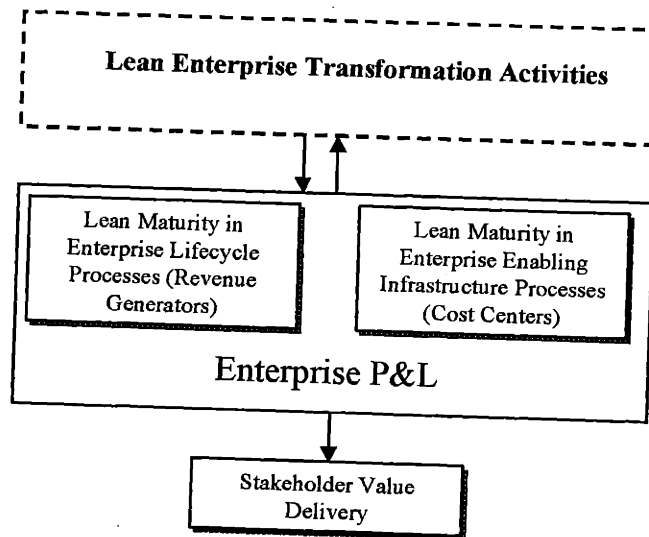 Lean Enterprise Transformation Activities
Lean Maturity in
Enterprise Lifecycle
Processes (Revenue
Generators)
Lean Maturity in
Enterprise Enabling
Infrastructure Processes
(Cost Centers)
Enterprise P&L
Stakeholder Value
Delivery